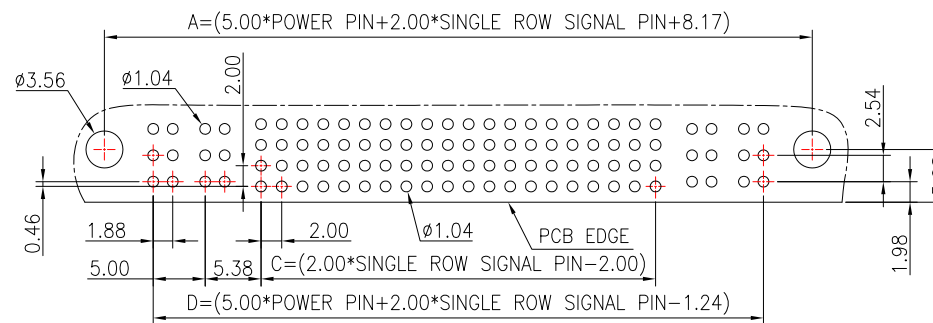 A=(5.00*POWER PIN+2.00*SINGLE ROW SIGNAL PIN+8.17)
ø3.56
ø1.04
2.00
2.54
0.46
1.88
2.00
ø1.04
PCB EDGE
1.98
5.00
5.38
C=(2.00*SINGLE ROW SIGNAL PIN-2.00)
D=(5.00*POWER PIN+2.00*SINGLE ROW SIGNAL PIN-1.24)